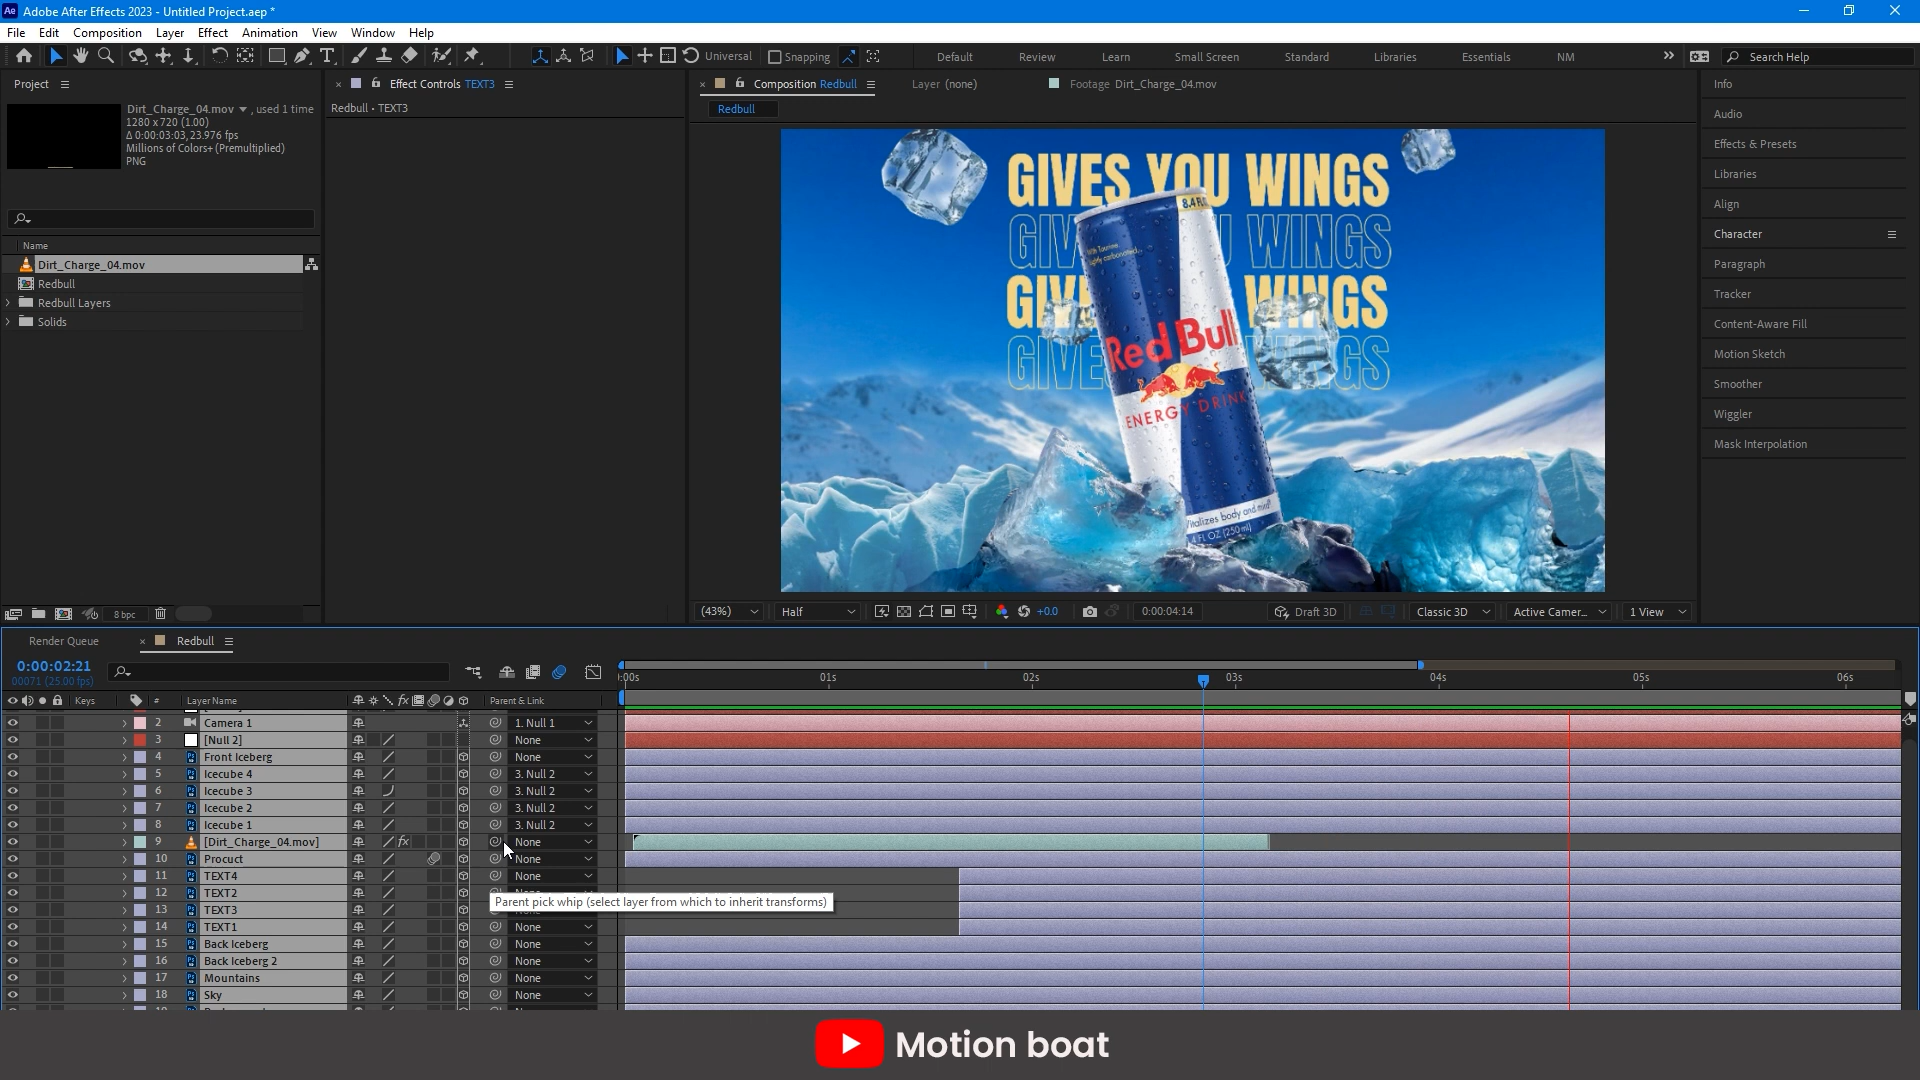 Ae Adobe After Effects 2023 - Untitled Project.aep *
File Edit Composition Layer Effect Animation View Window Help
Universal Snapping Default Review Learn Small Screen Standard Libraries Essentials NM Search Help
Project
Dirt_Charge_04.mov , used 1 time
1280 x 720 (1.00)
Δ 0:00:03:03, 23.976 fps
Millions of Colors+ (Premultiplied)
PNG
Name
Dirt_Charge_04.mov
Redbull
Redbull Layers
Solids
8 bpc
Effect Controls TEXT3
Redbull • TEXT3
Composition Redbull Layer (none) Footage Dirt_Charge_04.mov
Redbull
GIVES YOU WINGS
WINGS
WINGS
WINGS
Red Bull
ENERGY DRINK
Vitalizes body and mind
(43%) Half +0.0 0:00:04:14 Draft 3D Classic 3D Active Camer... 1 View
Info
Audio
Effects & Presets
Libraries
Align
Character
Paragraph
Tracker
Content-Aware Fill
Motion Sketch
Smoother
Wiggler
Mask Interpolation
Render Queue Redbull
0:00:02:21
00071 (25.00 fps)
:00s 01s 02s 03s 04s 05s 06s
Keys # Layer Name fx Parent & Link
2 Camera 1 1. Null 1
3 [Null 2] None
4 Front Iceberg None
5 Icecube 4 3. Null 2
6 Icecube 3 3. Null 2
7 Icecube 2 3. Null 2
8 Icecube 1 3. Null 2
9 [Dirt_Charge_04.mov] fx None
10 Procuct None
11 TEXT4 None
12 TEXT2
Parent pick whip (select layer from which to inherit transforms)
13 TEXT3
14 TEXT1 None
15 Back Iceberg None
16 Back Iceberg 2 None
17 Mountains None
18 Sky None
Motion boat